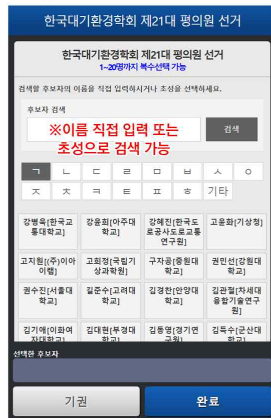 한국대기환경학회 제21대 평의원 선거
한국대기환경학회 제21대 평의원 선거
1~20명까지 복수선택 가능
검색할 후보자의 이름을 직접 입력하시거나 초성을 선택하세요.
후보자 검색
※이름 직접 입력 또는
초성으로 검색 가능
검색
ㄱ ㄴ ㄷ ㄹ ㅁ ㅂ ㅅ ㅇ
ㅈ ㅊ ㅋ ㅌ ㅍ ㅎ 기타
강병욱[한국교통대학교] 강윤희[아주대학교] 강혜진[한국도로공사도로교통연구원] 고윤화[기상청]
고지원[(주)이아이랩] 고희정[국립기상과학원] 구자공[중원대학교] 권민선[강원대학교]
권수진[서울대학교] 길준수[고려대학교] 김경찬[안양대학교] 김관철[차세대융합기술연구원]
김기애[이화여자대학교] 김대현[부경대학교] 김동영[경기연구원] 김득수[군산대학교]
선택한 후보자
기권 완료